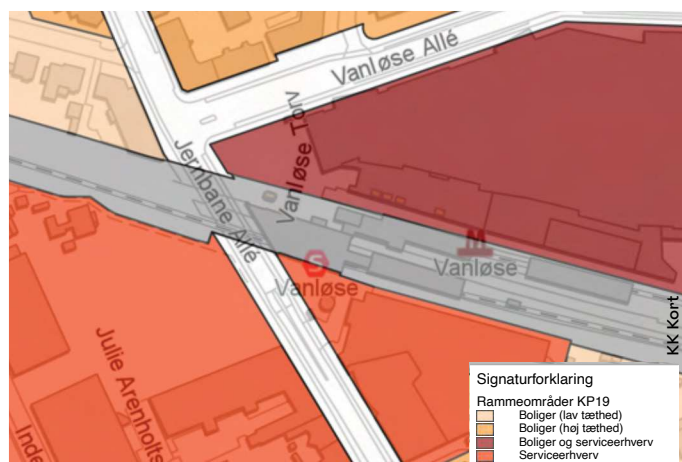 Vanløse Allé
Vanløse Torv
Jernbane Allé
S
Vanløse
M
Vanløse
Julie Arenholts
Inde
KK Kort
Signaturforklaring
Rammeområder KP19
Boliger (lav tæthed)
Boliger (høj tæthed)
Boliger og serviceerhverv
Serviceerhverv